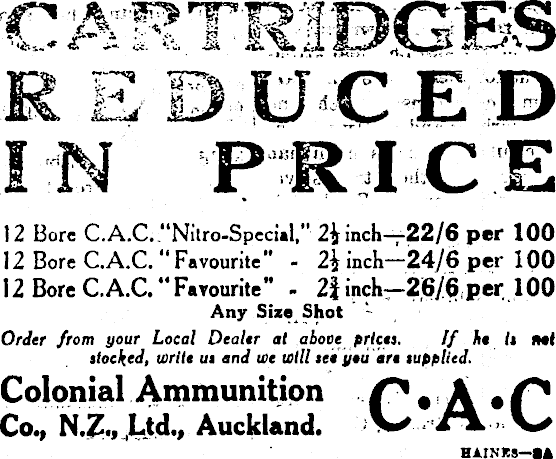 CARTRIDGES
REDUCED
IN PRICE
12 Bore C.A.C. "Nitro-Special," 2½ inch—22/6 per 100
12 Bore C.A.C. "Favourite" - 2½ inch—24/6 per 100
12 Bore C.A.C. "Favourite" - 2¾ inch—26/6 per 100
Any Size Shot
Order from your Local Dealer at above prices. If he is not
stocked, write us and we will see you are supplied.
Colonial Ammunition
Co., N.Z., Ltd., Auckland.
C·A·C
HAINES—8A